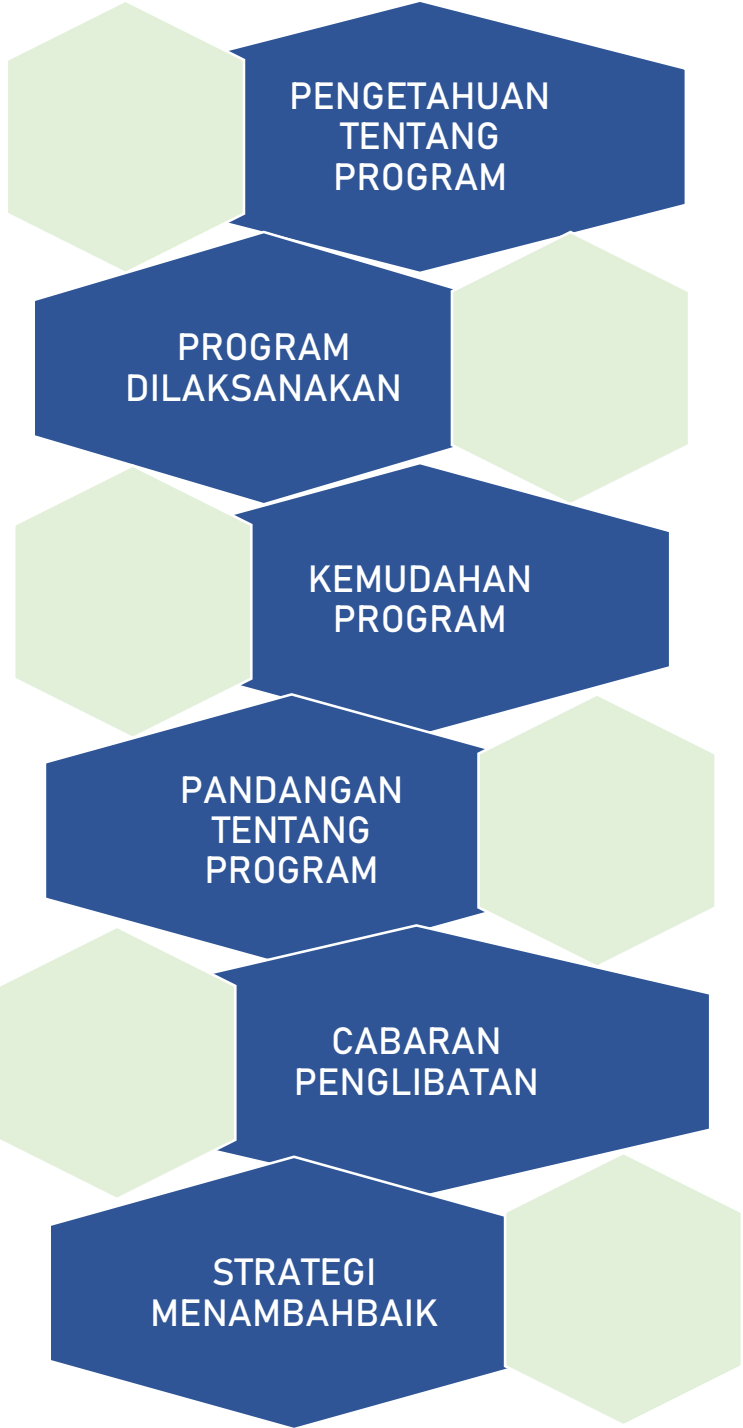 PENGETAHUAN
TENTANG
PROGRAM
PROGRAM
DILAKSANAKAN
KEMUDAHAN
PROGRAM
PANDANGAN
TENTANG
PROGRAM
CABARAN
PENGLIBATAN
STRATEGI
MENAMBAHBAIK